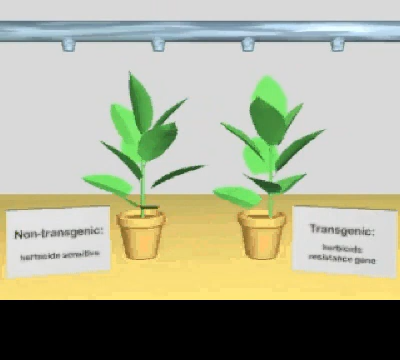 Non-transgenic:
herbicide sensitive
Transgenic:
herbicide
resistance gene